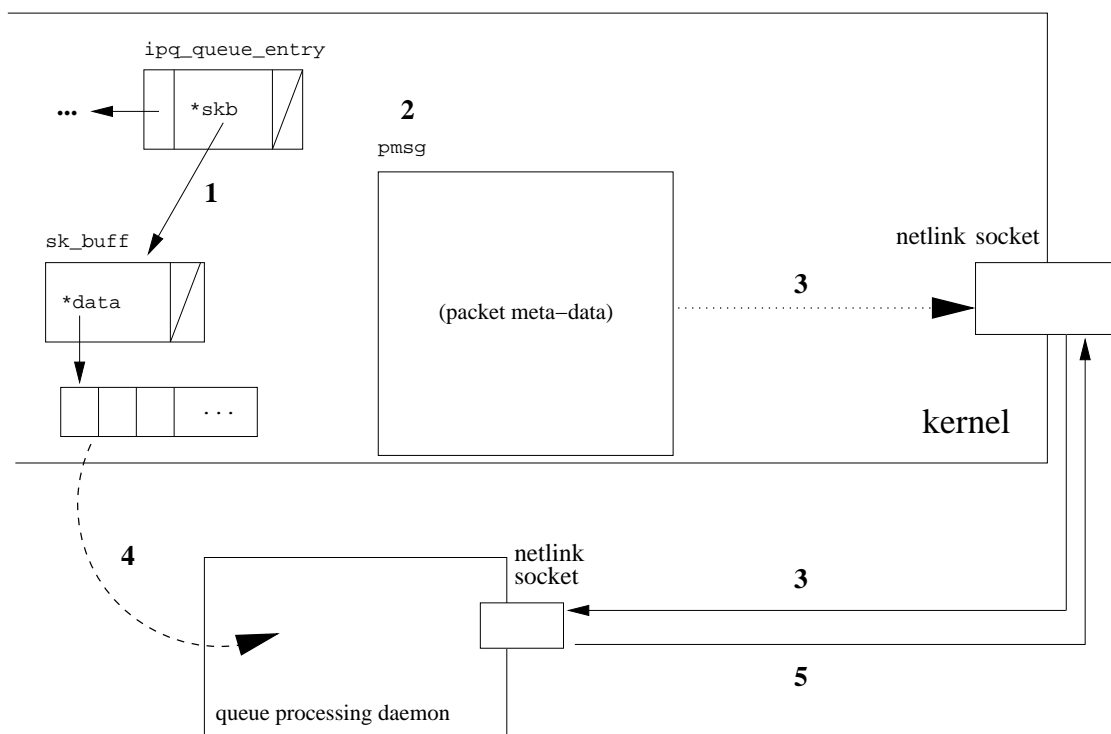 ipq_queue_entry
...
*skb
2
pmsg
1
sk_buff
netlink socket
*data
3
(packet meta−data)
...
kernel
4
netlink
socket
3
5
queue processing daemon